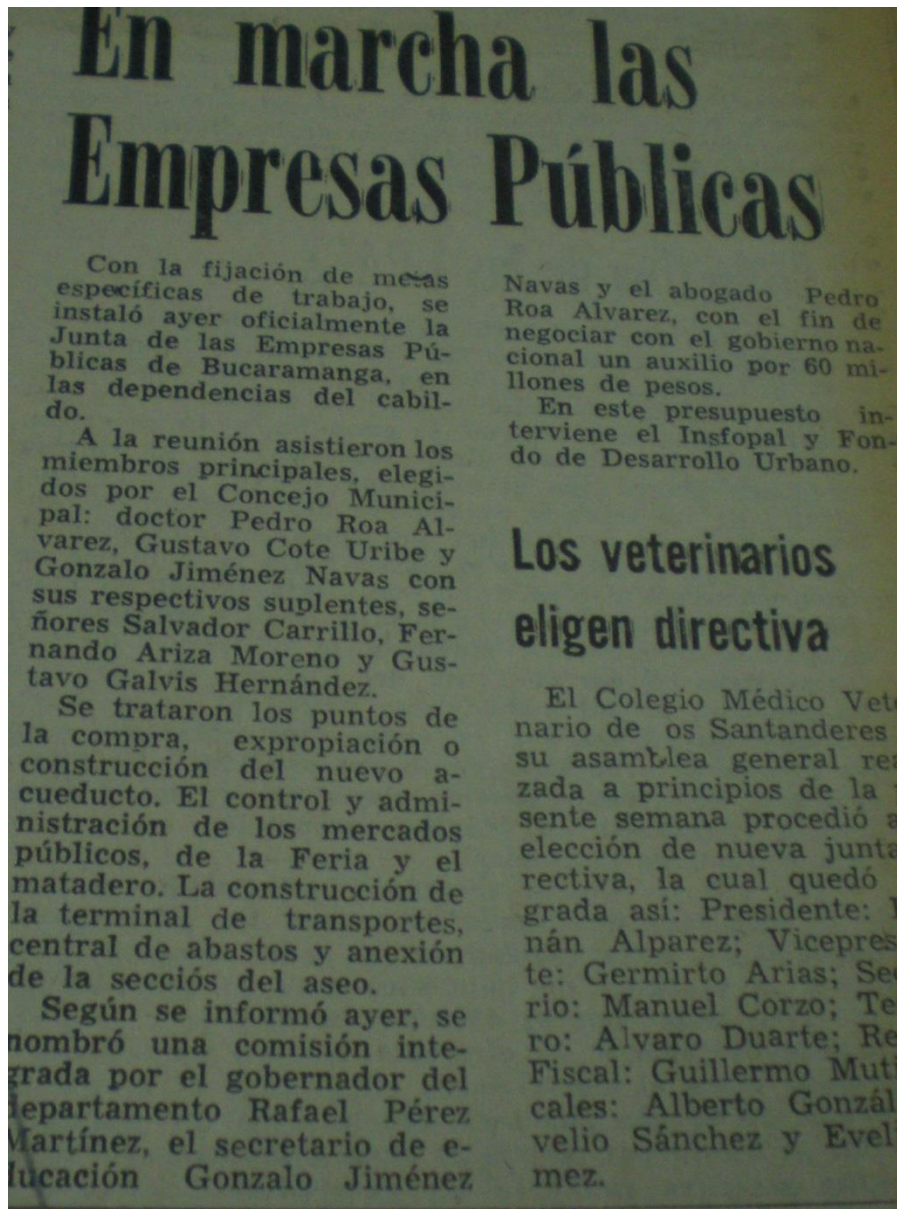 En marcha las
Empresas Públicas
Con la fijación de metas
específicas de trabajo, se
instaló ayer oficialmente la
Junta de las Empresas Pú-
blicas de Bucaramanga, en
las dependencias del cabil-
do.
A la reunión asistieron los
miembros principales, elegi-
dos por el Concejo Munici-
pal: doctor Pedro Roa Al-
varez, Gustavo Cote Uribe y
Gonzalo Jiménez Navas con
sus respectivos suplentes, se-
ñores Salvador Carrillo, Fer-
nando Ariza Moreno y Gus-
tavo Galvis Hernández.
Se trataron los puntos de
la compra, expropiación o
construcción del nuevo a-
cueducto. El control y admi-
nistración de los mercados
públicos, de la Feria y el
matadero. La construcción de
la terminal de transportes,
central de abastos y anexión
de la secciós del aseo.
Según se informó ayer, se
nombró una comisión inte-
grada por el gobernador del
departamento Rafael Pérez
Martínez, el secretario de e-
ducación Gonzalo Jiménez
Navas y el abogado Pedro
Roa Alvarez, con el fin de
negociar con el gobierno na-
cional un auxilio por 60 mi-
llones de pesos.
En este presupuesto in-
terviene el Insfopal y Fon-
do de Desarrollo Urbano.
Los veterinarios
eligen directiva
El Colegio Médico Vete
nario de os Santanderes
su asamblea general rea
zada a principios de la
sente semana procedió a
elección de nueva junta
rectiva, la cual quedó
grada así: Presidente:
nán Alparez; Vicepres
te: Germirto Arias; Sec
rio: Manuel Corzo; Te
ro: Alvaro Duarte; Re
Fiscal: Guillermo Muti
cales: Alberto Gonzál
velio Sánchez y Evel
mez.